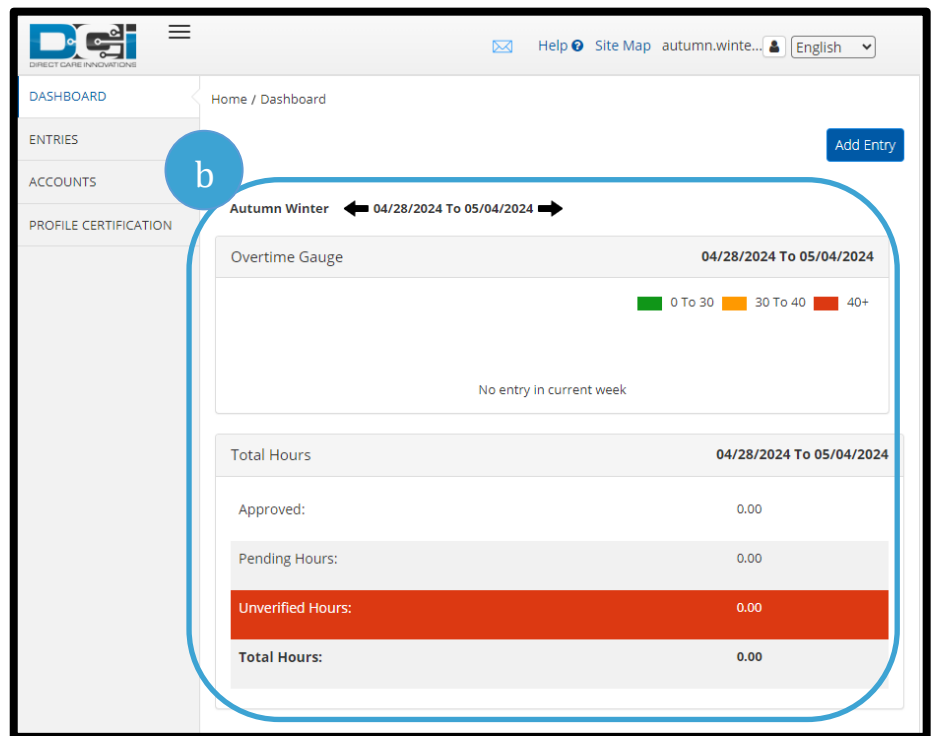 DCi
DIRECT CARE INNOVATIONS
Help ? Site Map autumn.winte... English
DASHBOARD
Home / Dashboard
ENTRIES
Add Entry
ACCOUNTS
b
PROFILE CERTIFICATION
Autumn Winter 04/28/2024 To 05/04/2024
Overtime Gauge 04/28/2024 To 05/04/2024
0 To 30 30 To 40 40+
No entry in current week
Total Hours 04/28/2024 To 05/04/2024
Approved: 0.00
Pending Hours: 0.00
Unverified Hours: 0.00
Total Hours: 0.00